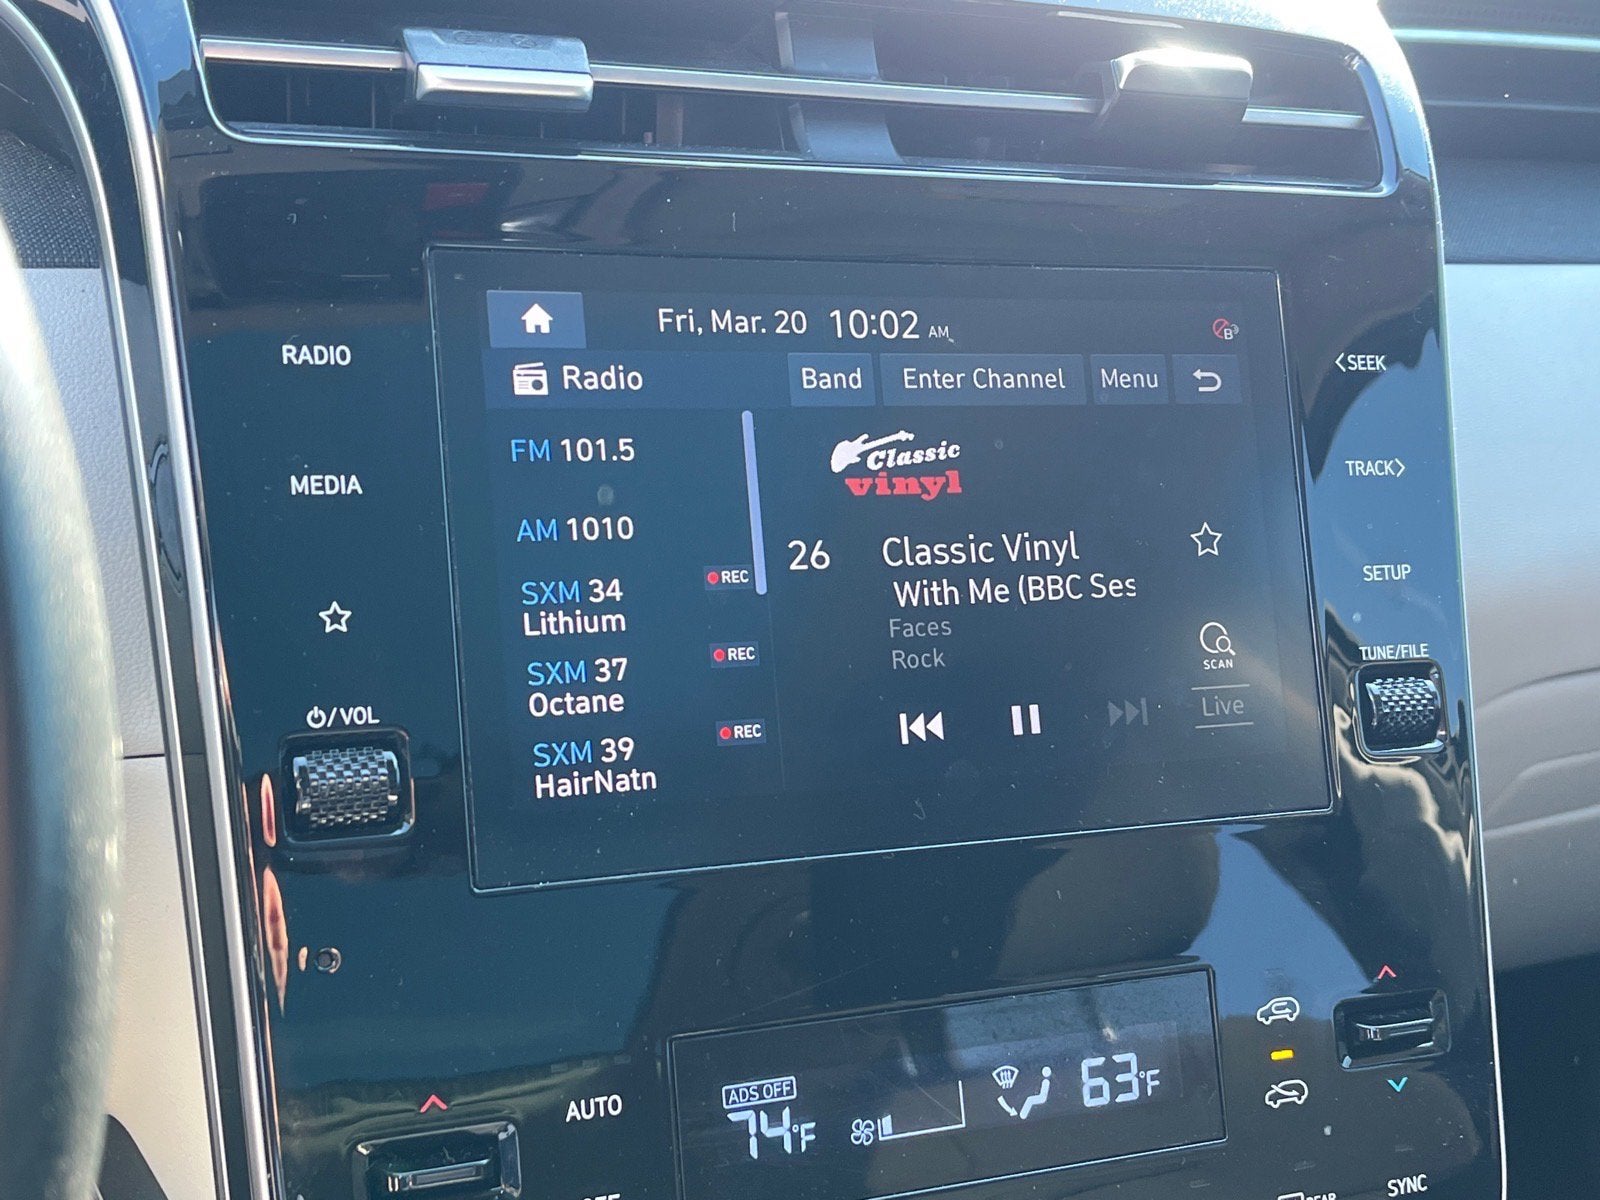 Fri, Mar. 20 10:02 AM
B
RADIO
MEDIA
/VOL
Radio
Band
Enter Channel
Menu
FM 101.5
AM 1010
SXM 34
Lithium
REC
SXM 37
Octane
REC
SXM 39
HairNatn
REC
Classic
vinyl
26
Classic Vinyl
With Me (BBC Ses
Faces
Rock
SCAN
Live
SEEK
TRACK
SETUP
TUNE/FILE
AUTO
ADS OFF
74°F
63°F
SYNC
REAR